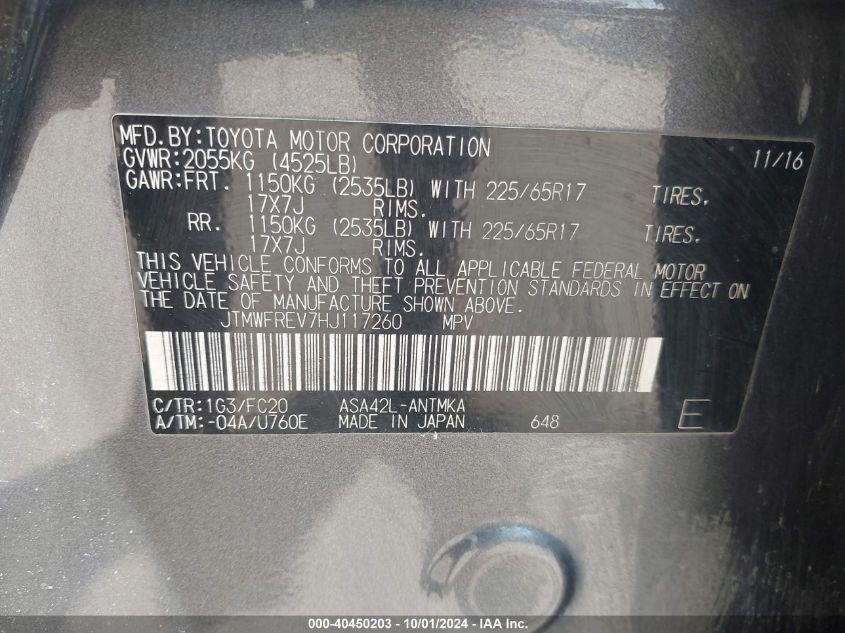 MFD.BY:TOYOTA MOTOR CORPORATION 11/16
GVWR:2055KG (4525LB)
GAWR:FRT. 1150KG (2535LB) WITH 225/65R17 TIRES.
17X7J RIMS.
RR. 1150KG (2535LB) WITH 225/65R17 TIRES.
17X7J RIMS.
THIS VEHICLE CONFORMS TO ALL APPLICABLE FEDERAL MOTOR
VEHICLE SAFETY AND THEFT PREVENTION STANDARDS IN EFFECT ON
THE DATE OF MANUFACTURE SHOWN ABOVE.
JTMWFREV7HJ117260 MPV
C/TR:1G3/FC20 ASA42L-ANTMKA
A/TM:-04A/U760E MADE IN JAPAN 648 E
000-40450203 - 10/01/2024 - IAA Inc.